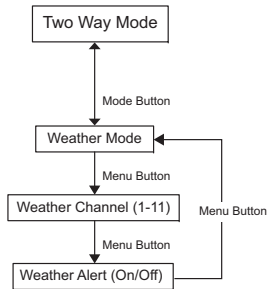 Two Way Mode
Mode Button
Weather Mode
Menu Button
Weather Channel (1-11)
Menu Button
Menu Button
Weather Alert (On/Off)